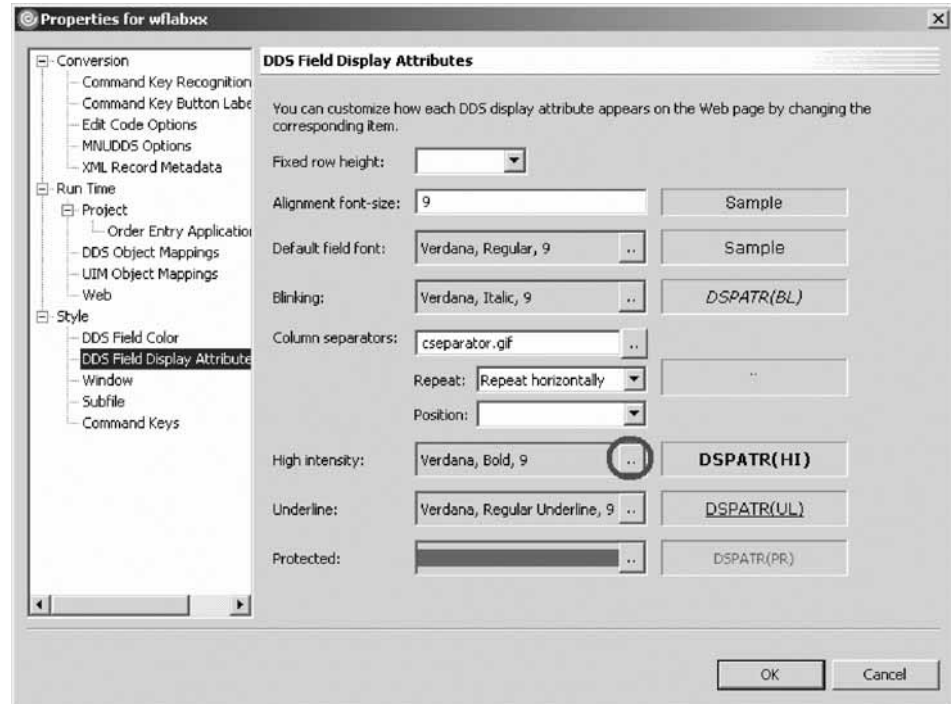 Properties for wflabxx
Conversion
Command Key Recognition
Command Key Button Labe
Edit Code Options
MNUDDS Options
XML Record Metadata
Run Time
Project
Order Entry Applicatio
DDS Object Mappings
UIM Object Mappings
Web
Style
DDS Field Color
DDS Field Display Attribute
Window
Subfile
Command Keys
DDS Field Display Attributes
You can customize how each DDS display attribute appears on the Web page by changing the
corresponding item.
Fixed row height:
Alignment font-size: 9 Sample
Default field font: Verdana, Regular, 9 .. Sample
Blinking: Verdana, Italic, 9 .. DSPATR(BL)
Column separators: cseparator.gif ..
Repeat: Repeat horizontally ..
Position:
High intensity: Verdana, Bold, 9 .. DSPATR(HI)
Underline: Verdana, Regular Underline, 9 .. DSPATR(UL)
Protected: .. DSPATR(PR)
OK Cancel